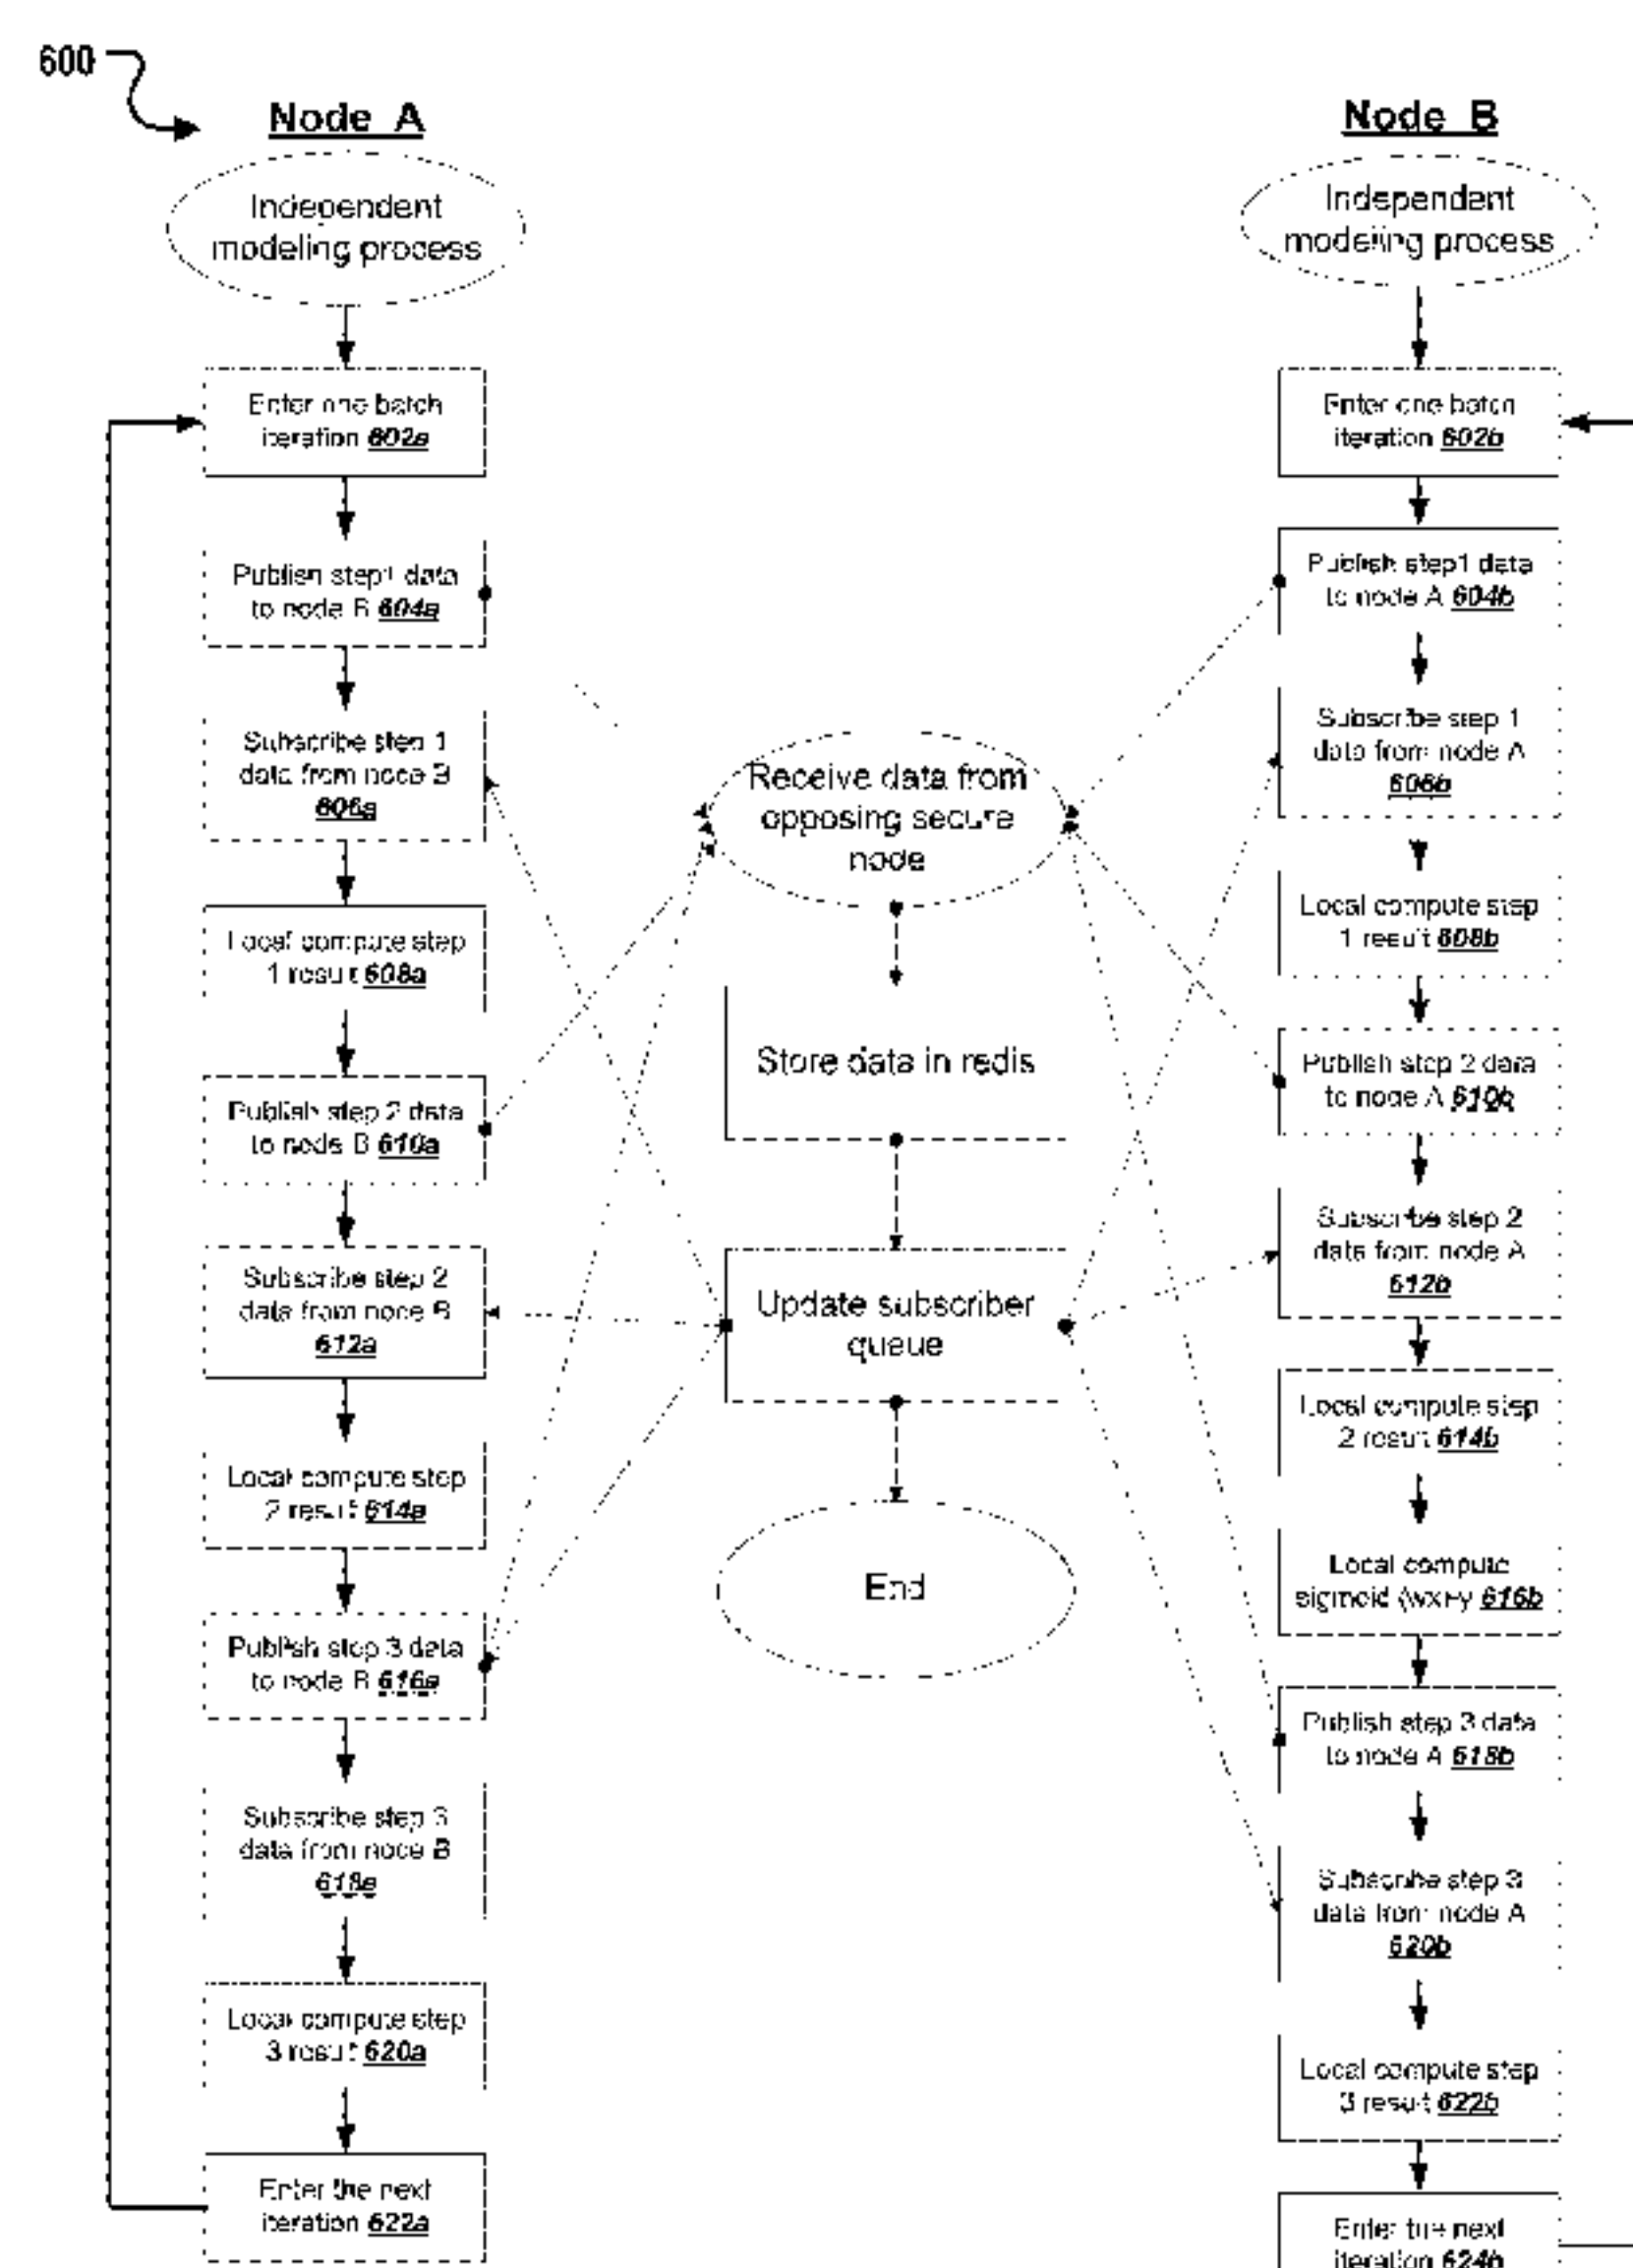 600
Node A
Independent
modeling process
Enter one batch
iteration 602a
Publish step1 data
to node B 604a
Subscribe step 1
data from node B
606a
Local compute step
1 result 608a
Publish step 2 data
to node B 610a
Subscribe step 2
data from node B
612a
Local compute step
2 result 614a
Publish step 3 data
to node B 616a
Subscribe step 3
data from node B
618a
Local compute step
3 result 620a
Enter the next
iteration 622a
Receive data from
opposing secure
node
Store data in redis
Update subscriber
queue
End
Node B
Independent
modeling process
Enter one batch
iteration 602b
Publish step1 data
to node A 604b
Subscribe step 1
data from node A
606b
Local compute step
1 result 608b
Publish step 2 data
to node A 610b
Subscribe step 2
data from node A
612b
Local compute step
2 result 614b
Local compute
sigmoid 616b
Publish step 3 data
to node A 618b
Subscribe step 3
data from node A
620b
Local compute step
3 result 622b
Enter the next
iteration 624b